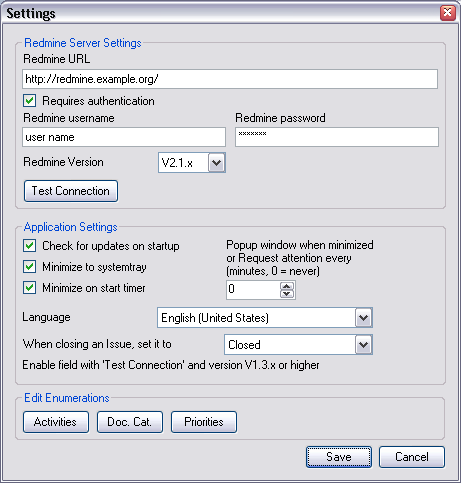 Settings
Redmine Server Settings
Redmine URL
http://redmine.example.org/
Requires authentication
Redmine username
Redmine password
user name
*******
Redmine Version
V2.1.x
Test Connection
Application Settings
Check for updates on startup
Minimize to systemtray
Minimize on start timer
Popup window when minimized
or Request attention every
(minutes, 0 = never)
0
Language
English (United States)
When closing an Issue, set it to
Closed
Enable field with 'Test Connection' and version V1.3.x or higher
Edit Enumerations
Activities
Doc. Cat.
Priorities
Save
Cancel